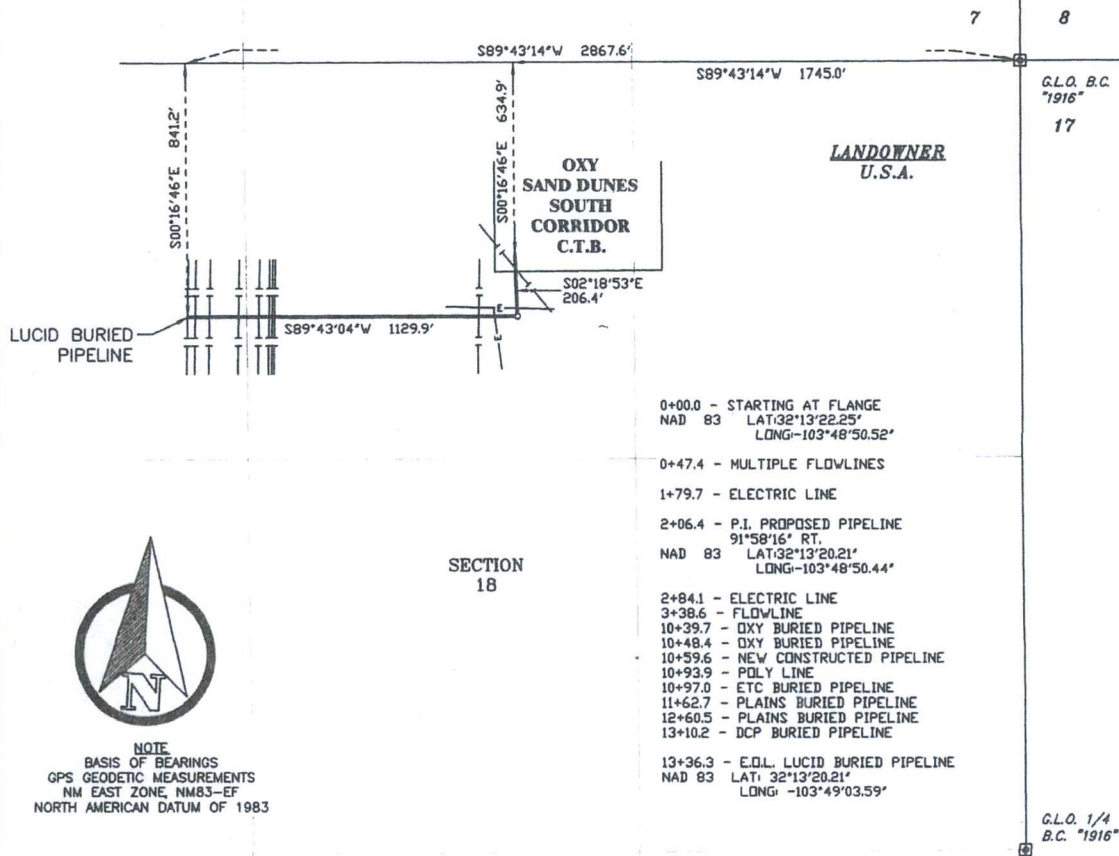 7 8
S89°43'14"W 2867.6'
S89°43'14"W 1745.0'
G.L.O. B.C.
"1916"
17
S00°16'46"E 841.2'
S00°16'46"E 634.9'
LANDOWNER
U.S.A.
OXY
SAND DUNES
SOUTH
CORRIDOR
C.T.B.
S02°18'53"E
206.4'
E
E
LUCID BURIED
PIPELINE
S89°43'04"W 1129.9'
0+00.0 - STARTING AT FLANGE
NAD 83 LAT:32°13'22.25"
LONG:-103°48'50.52"
0+47.4 - MULTIPLE FLOWLINES
1+79.7 - ELECTRIC LINE
2+06.4 - P.I. PROPOSED PIPELINE
91°58'16" RT.
NAD 83 LAT:32°13'20.21"
LONG:-103°48'50.44"
2+84.1 - ELECTRIC LINE
3+38.6 - FLOWLINE
10+39.7 - OXY BURIED PIPELINE
10+48.4 - OXY BURIED PIPELINE
10+59.6 - NEW CONSTRUCTED PIPELINE
10+93.9 - POLY LINE
10+97.0 - ETC BURIED PIPELINE
11+62.7 - PLAINS BURIED PIPELINE
12+60.5 - PLAINS BURIED PIPELINE
13+10.2 - DCP BURIED PIPELINE
13+36.3 - E.O.L. LUCID BURIED PIPELINE
NAD 83 LAT: 32°13'20.21"
LONG: -103°49'03.59"
SECTION
18
N
NOTE
BASIS OF BEARINGS
GPS GEODETIC MEASUREMENTS
NM EAST ZONE, NM83-EF
NORTH AMERICAN DATUM OF 1983
G.L.O. 1/4
B.C. "1916"